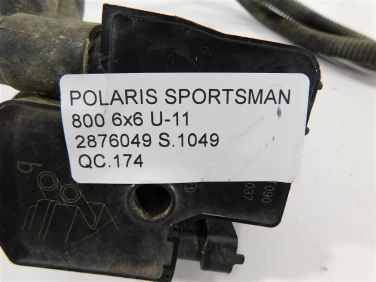 POLARIS SPORTSMAN
800 6x6 U-11
2876049 S.1049
QC.174
b